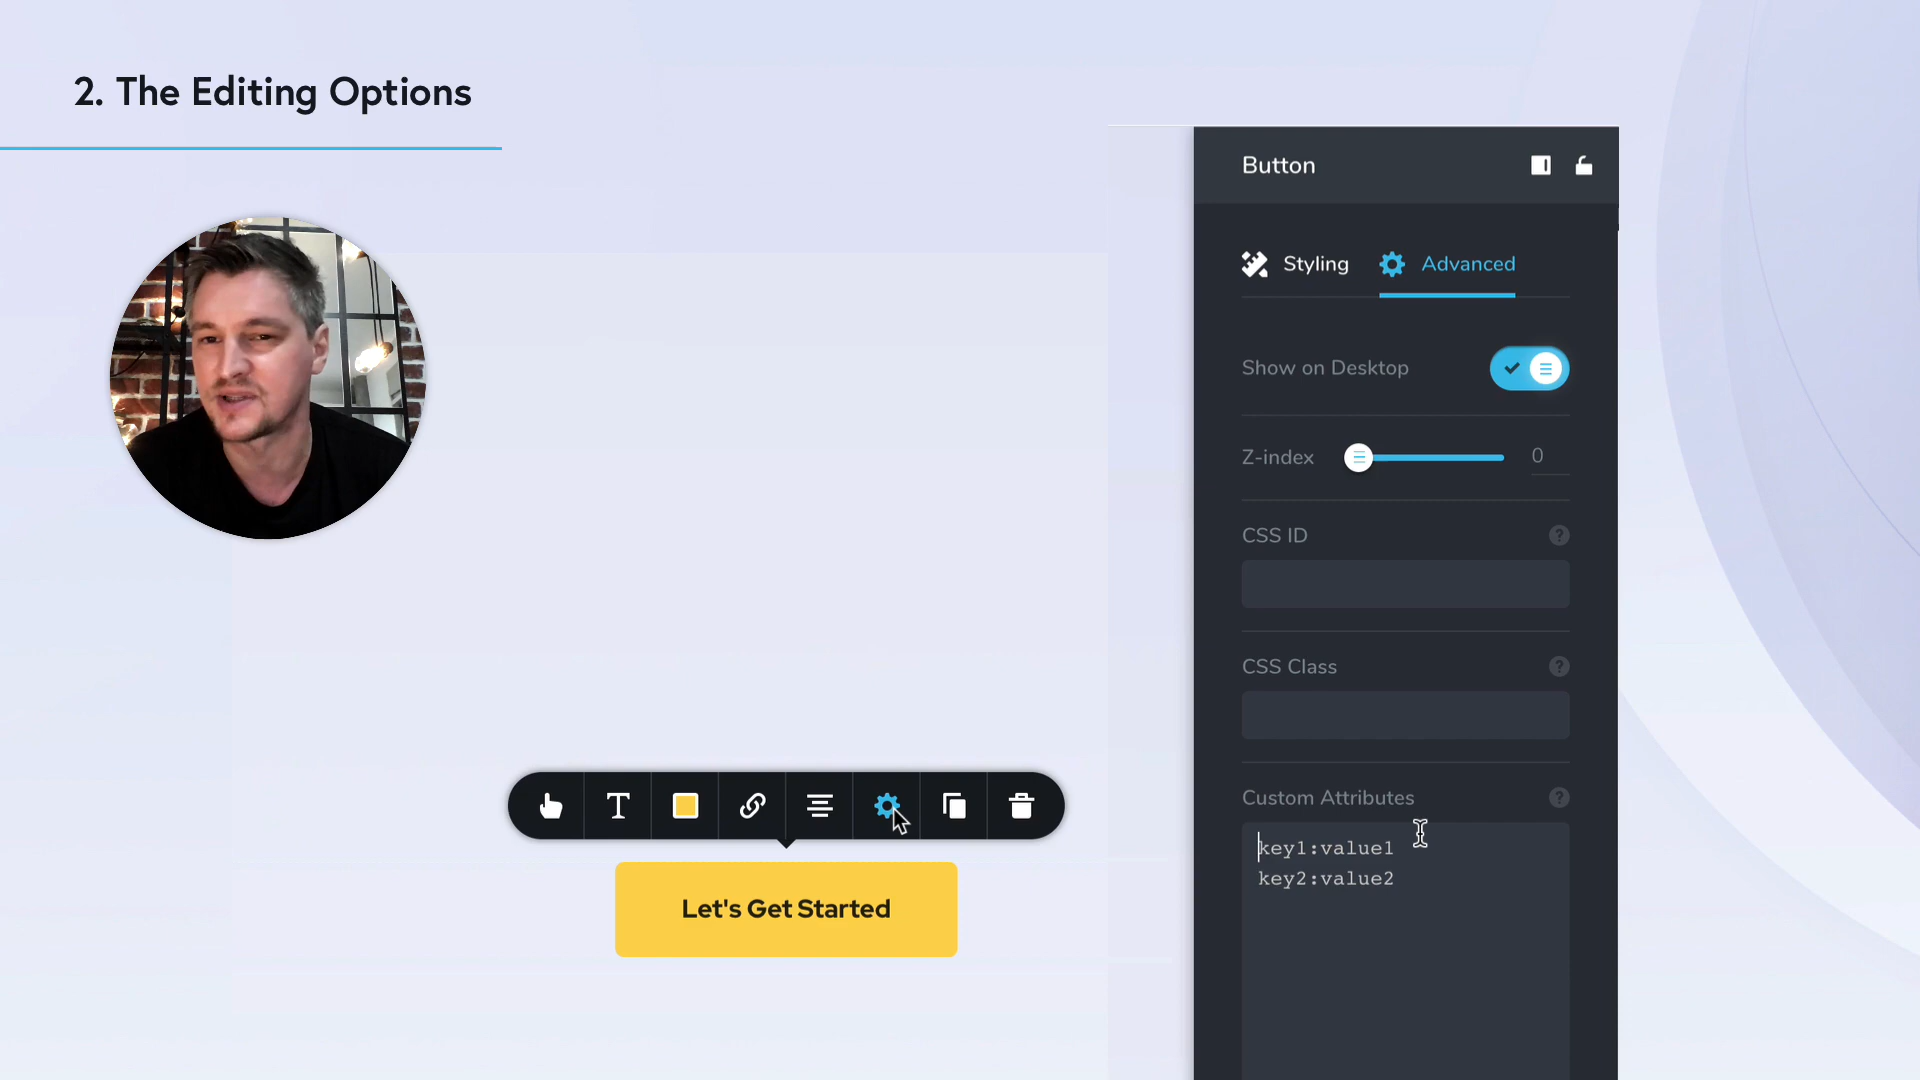 2. The Editing Options
Button
Styling
Advanced
Show on Desktop
Z-index
0
CSS ID
?
CSS Class
?
Custom Attributes
?
key1:value1
key2:value2
T
Let's Get Started